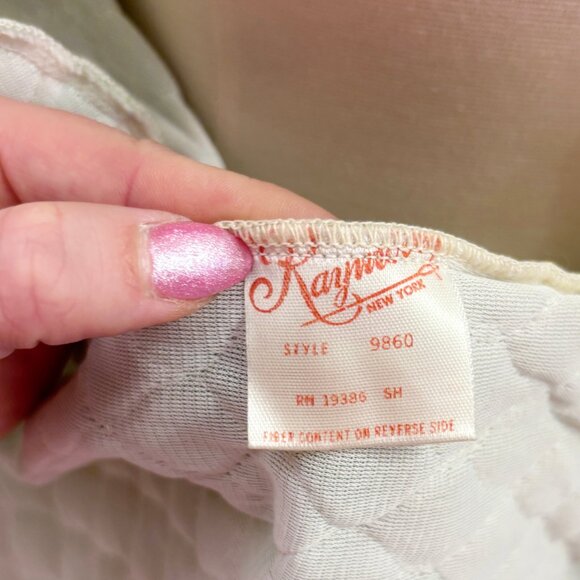 NEW YORK
STYLE 9860
RN 19386 SH
FIBER CONTENT ON REVERSE SIDE